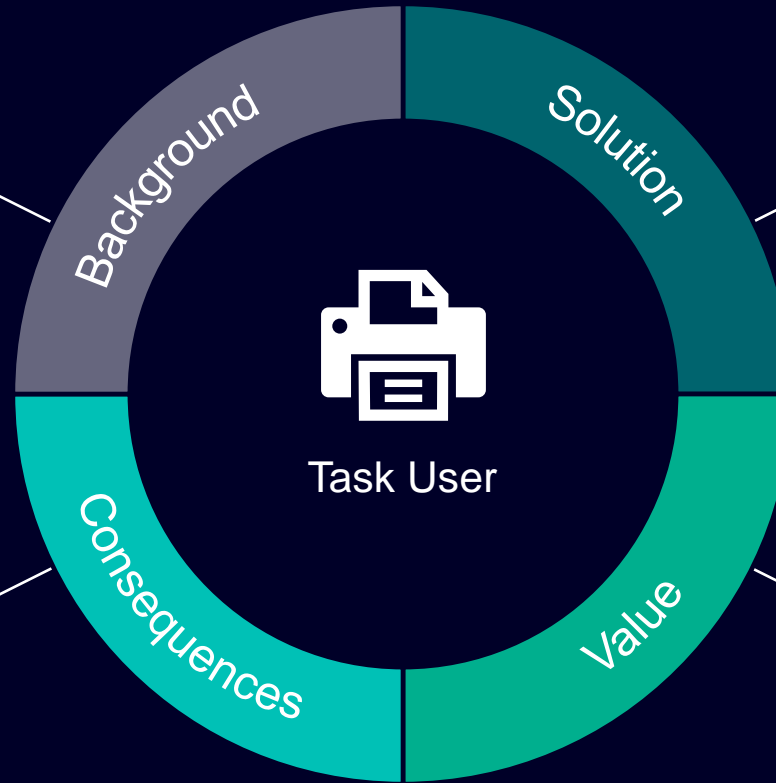 Background
Solution
Task User
Consequences
Value